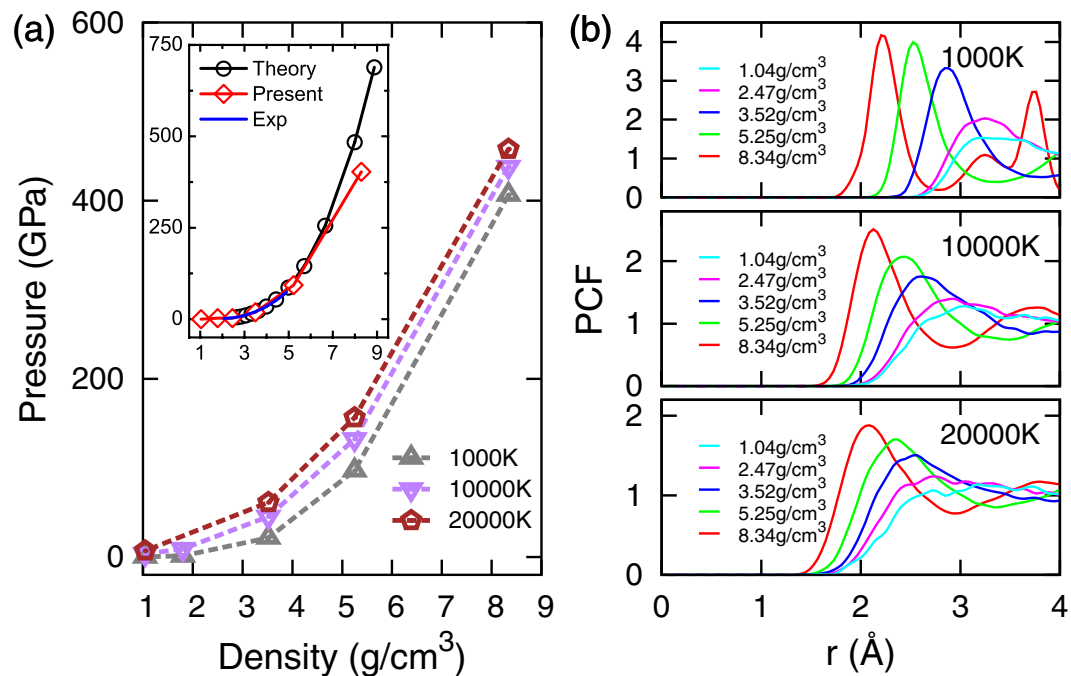 (a)
Pressure (GPa)
600
400
200
0
1 2 3 4 5 6 7 8 9
Density (g/cm³)
750
500
250
0
1 3 5 7 9
Theory
Present
Exp
1000K
10000K
20000K
(b)
PCF
4
3
2
1
0
1.04g/cm³
2.47g/cm³
3.52g/cm³
5.25g/cm³
8.34g/cm³
1000K
2
1
0
1.04g/cm³
2.47g/cm³
3.52g/cm³
5.25g/cm³
8.34g/cm³
10000K
2
1
0
1.04g/cm³
2.47g/cm³
3.52g/cm³
5.25g/cm³
8.34g/cm³
20000K
0 1 2 3 4
r (Å)